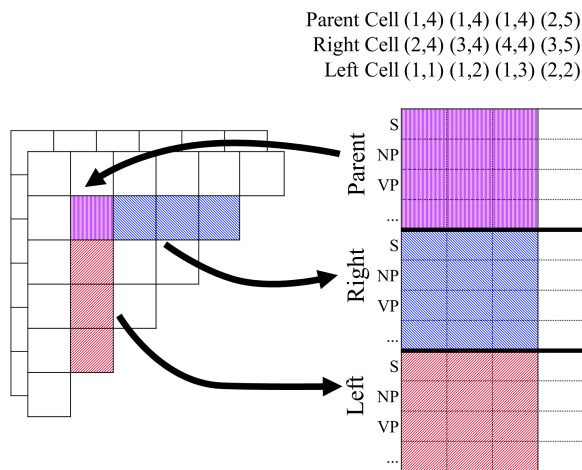 Parent Cell (1,4) (1,4) (1,4) (2,5)
Right Cell (2,4) (3,4) (4,4) (3,5)
Left Cell (1,1) (1,2) (1,3) (2,2)
Parent
S
NP
VP
...
Right
S
NP
VP
...
Left
S
NP
VP
...